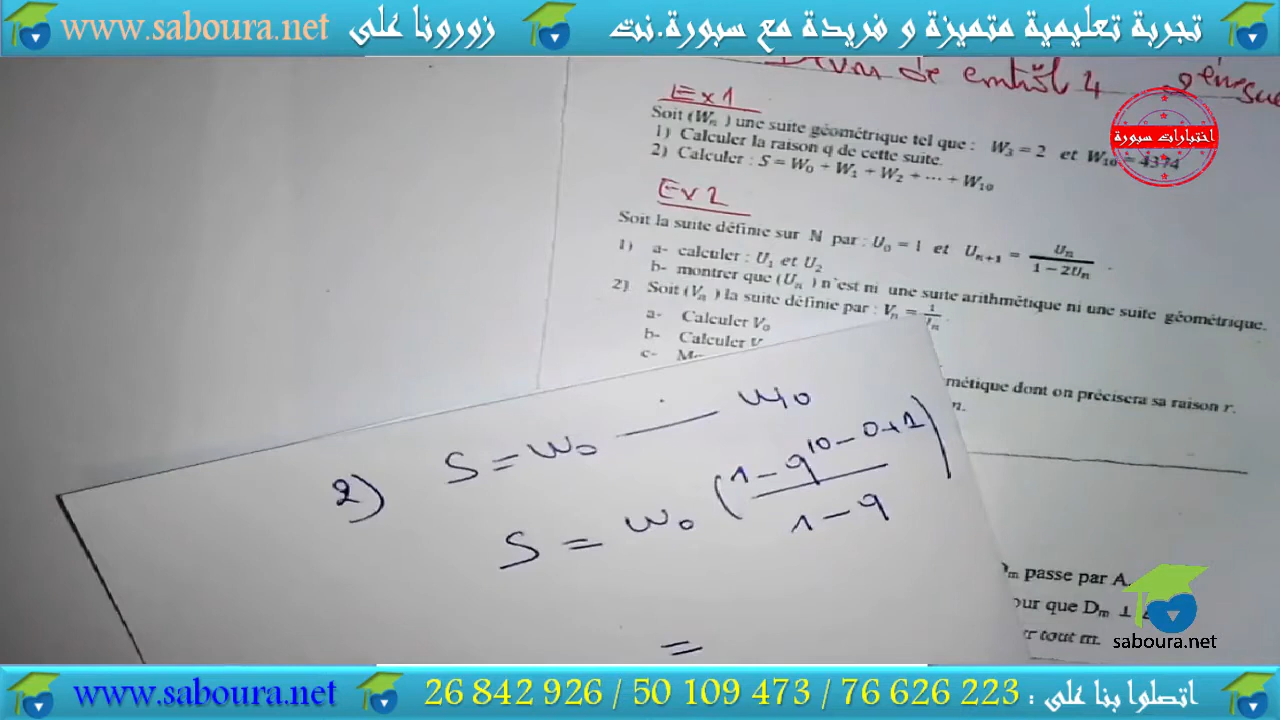 www.saboura.net زورونا على تجربة تعليمية متميزة و فريدة مع سبورة.نت
de contrôl 4
Ex1
Soit (Wn) une suite géométrique tel que : W3 = 2 et W10 = 4374
1) Calculer la raison q de cette suite.
2) Calculer : S = W0 + W1 + W2 + ... + W10
اختبارات سبورة
Ex 2
Soit la suite définie sur ℕ par : U0 = 1 et Un+1 = Un / 1 − 2Un .
1) a- calculer : U1 et U2
b- montrer que (Un) n'est ni une suite arithmétique ni une suite géométrique.
2) Soit (Vn) la suite définie par : Vn = 1
a- Calculer V0
b- Calculer V
c-
métique dont on précisera sa raison r.
n.
2) S = w0 —— w10
S = w0 (1 − q^10−0+1 / 1 − q)
=
m passe par A.
our que Dm ⊥
r tout m.
saboura.net
www.saboura.net 26 842 926 / 50 109 473 / 76 626 223 : اتصلوا بنا على